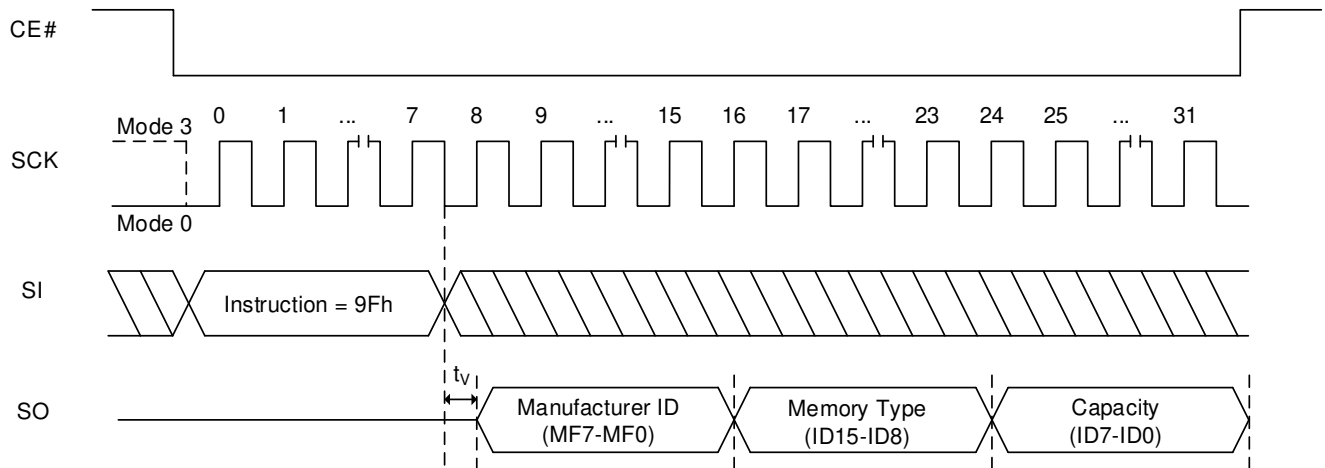 CE#
0 1 ... 7 8 9 ... 15 16 17 ... 23 24 25 ... 31
Mode 3
SCK
Mode 0
SI
Instruction = 9Fh
tV
SO
Manufacturer ID
(MF7-MF0)
Memory Type
(ID15-ID8)
Capacity
(ID7-ID0)